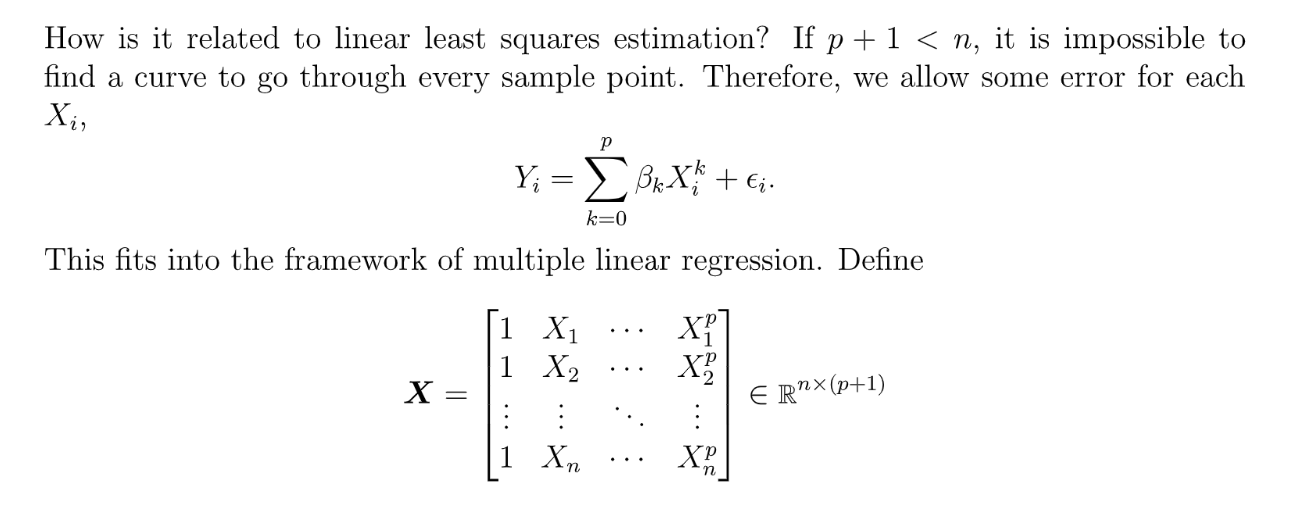 How is it related to linear least squares estimation? If p + 1 < n, it is impossible to
find a curve to go through every sample point. Therefore, we allow some error for each
X_i,
Y_i = \sum_{k=0}^{p} \beta_k X_i^k + \epsilon_i.
This fits into the framework of multiple linear regression. Define
\boldsymbol{X} = \begin{bmatrix} 1 & X_1 & \cdots & X_1^p \\ 1 & X_2 & \cdots & X_2^p \\ \vdots & \vdots & \ddots & \vdots \\ 1 & X_n & \cdots & X_n^p \end{bmatrix} \in \mathbb{R}^{n \times (p+1)}